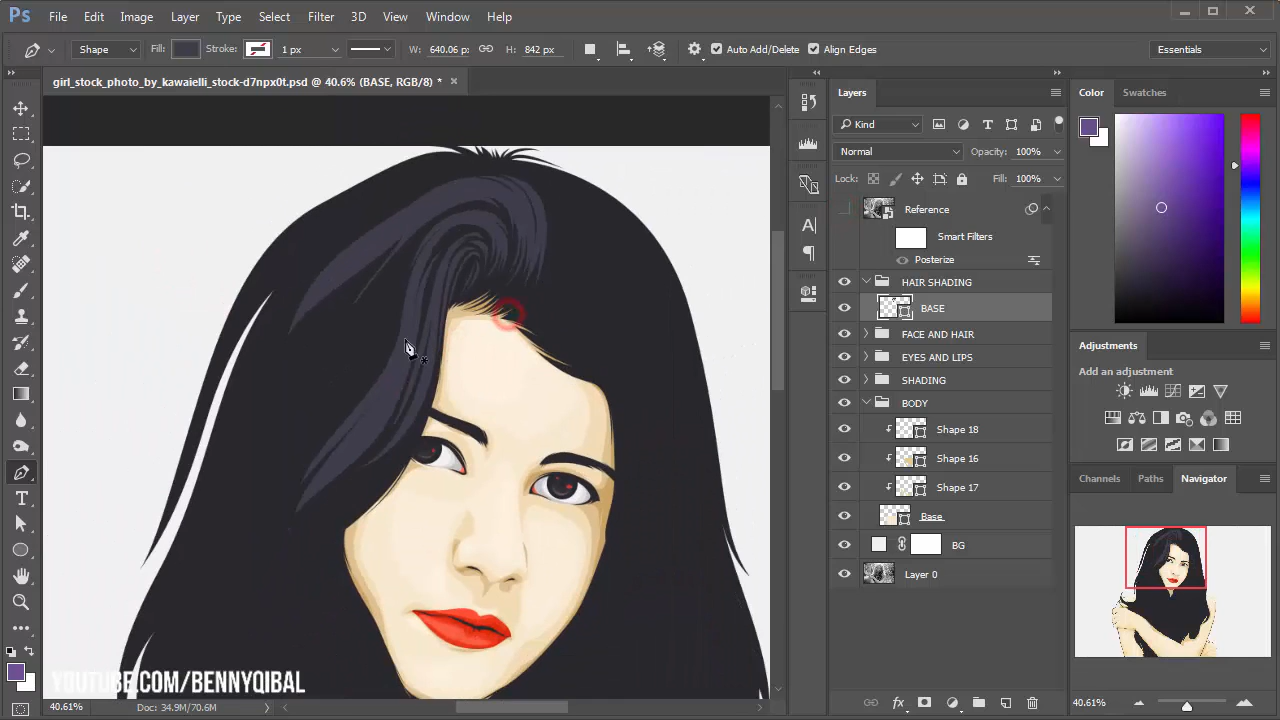 Ps File Edit Image Layer Type Select Filter 3D View Window Help
Shape Fill: Stroke: 1 px W: 640.06 p: H: 842 px Auto Add/Delete Align Edges Essentials
girl_stock_photo_by_kawaielli_stock-d7npx0t.psd @ 40.6% (BASE, RGB/8) *
Layers
Kind
Normal Opacity: 100%
Lock: Fill: 100%
Reference
Smart Filters
Posterize
HAIR SHADING
BASE
FACE AND HAIR
EYES AND LIPS
SHADING
BODY
Shape 18
Shape 16
Shape 17
Base
BG
Layer 0
Color Swatches
Adjustments
Add an adjustment
Channels Paths Navigator
40.61%
YOUTUBE.COM/BENNYQIBAL
40.61% Doc: 34.9M/70.6M